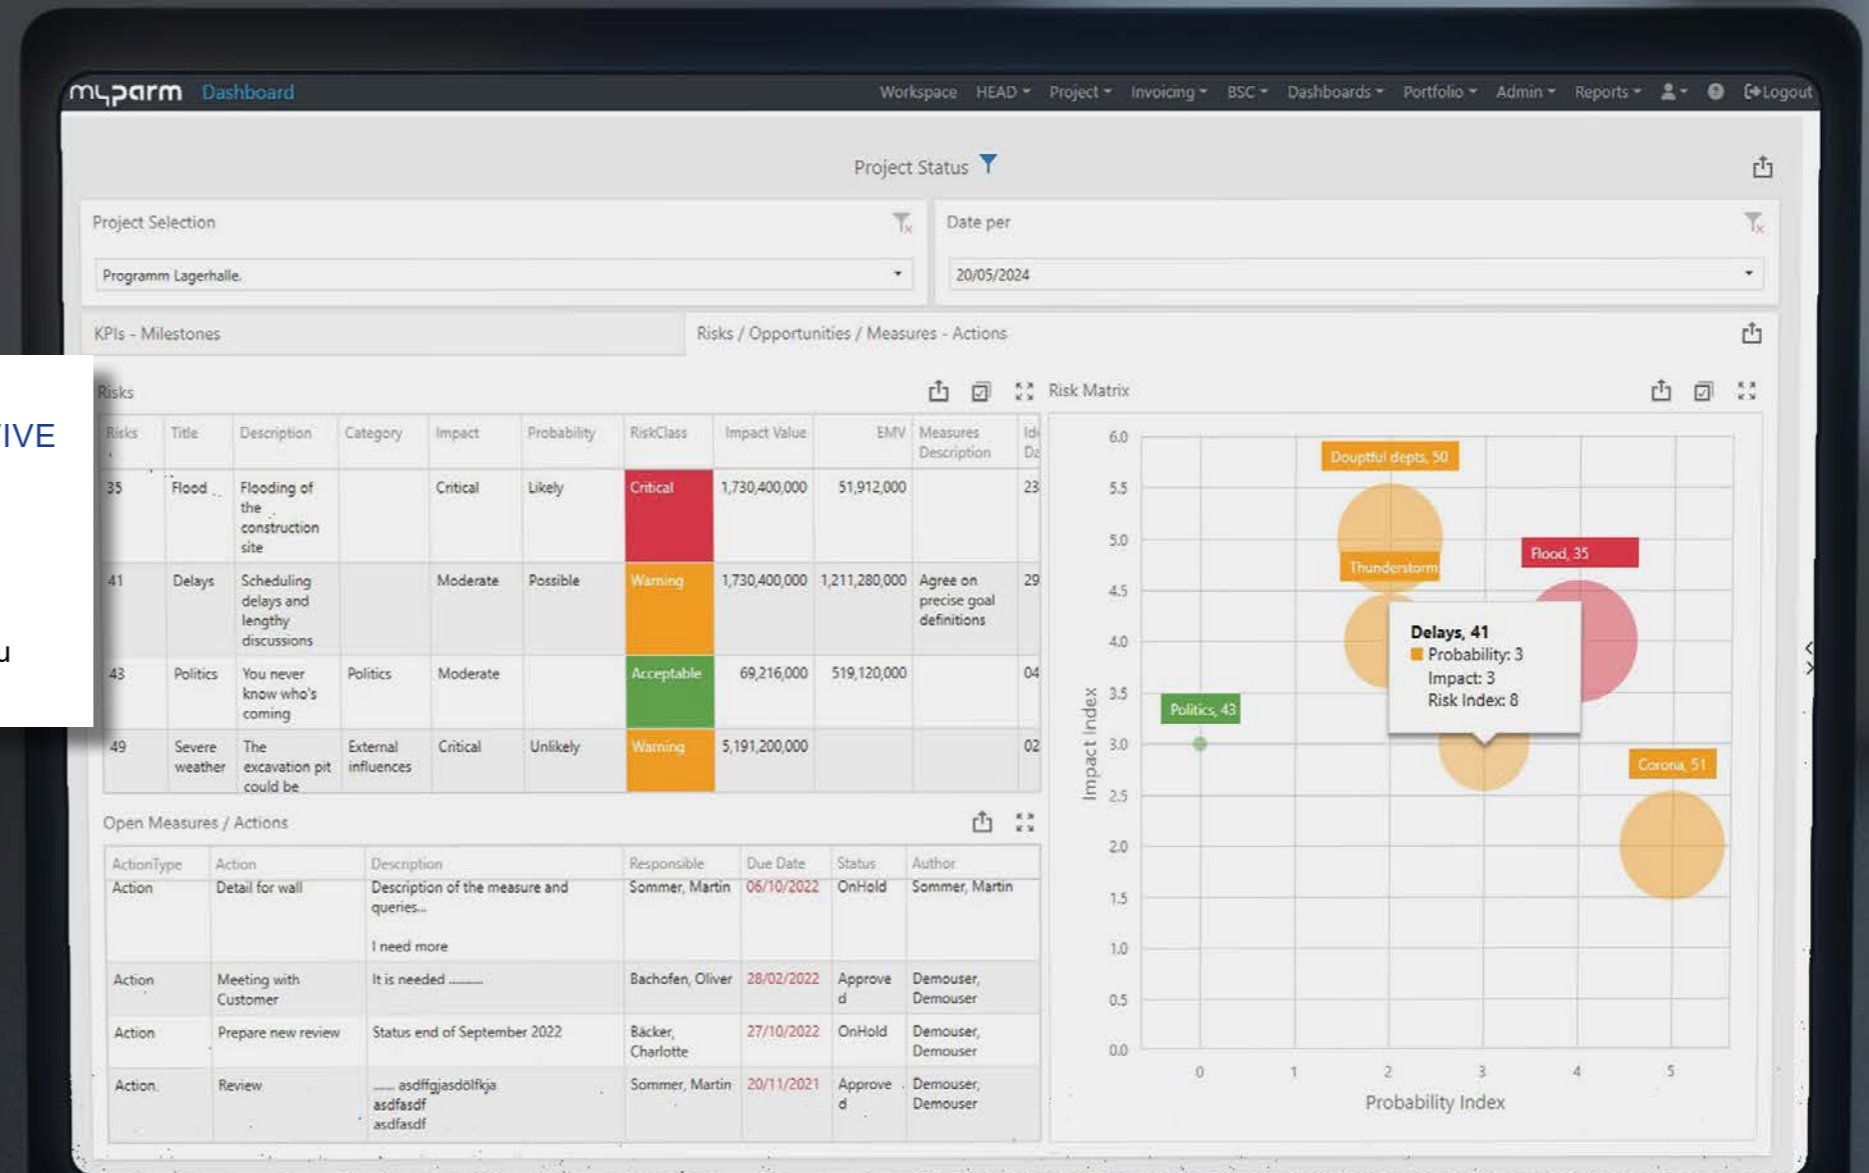 myparm Dashboard Workspace HEAD Project Invoicing BSC Dashboards Portfolio Admin Reports Logout
Project Status
Project Selection
Date per
Programm Lagerhalle.
20/05/2024
KPIs - Milestones
Risks / Opportunities / Measures - Actions
TIVE
u
Risks
Risks Title Description Category Impact Probability RiskClass Impact Value EMV Measures Description
35 Flood Flooding of the construction site Critical Likely Critical 1,730,400,000 51,912,000 23
41 Delays Scheduling delays and lengthy discussions Moderate Possible Warning 1,730,400,000 1,211,280,000 Agree on precise goal definitions 29
43 Politics You never know who's coming Politics Moderate Acceptable 69,216,000 519,120,000 04
49 Severe weather The excavation pit could be External influences Critical Unlikely Warning 5,191,200,000 02
Open Measures / Actions
ActionType Action Description Responsible Due Date Status Author
Action Detail for wall Description of the measure and queries... I need more Sommer, Martin 06/10/2022 OnHold Sommer, Martin
Action Meeting with Customer It is needed .......... Bachofen, Oliver 28/02/2022 Approved Demouser, Demouser
Action Prepare new review Status end of September 2022 Bäcker, Charlotte 27/10/2022 OnHold Demouser, Demouser
Action Review ...... asdffgjasdölfkja asdfasdf asdfasdf Sommer, Martin 20/11/2021 Approved Demouser, Demouser
Risk Matrix
Impact Index
6.0
5.5
5.0
4.5
4.0
3.5
3.0
2.5
2.0
1.5
1.0
0.5
0.0
Douptful depts, 50
Thunderstorm
Flood, 35
Delays, 41
Probability: 3
Impact: 3
Risk Index: 8
Politics, 43
Corona, 51
0 1 2 3 4 5
Probability Index